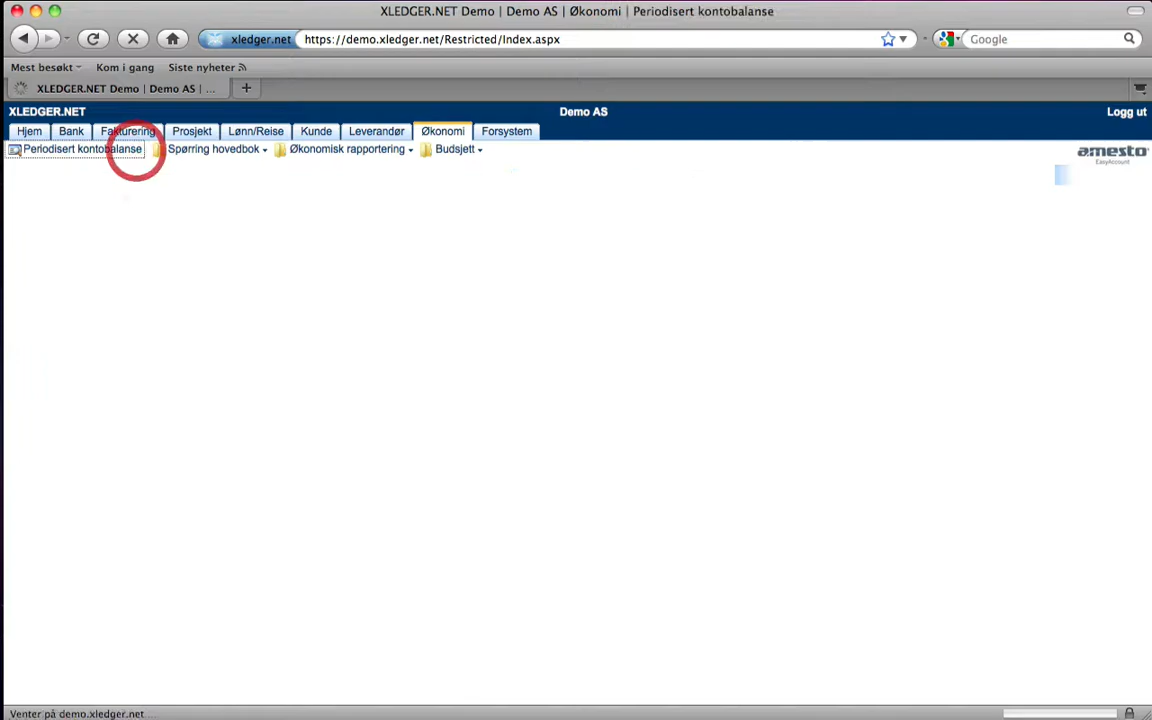 XLEDGER.NET Demo | Demo AS | Økonomi | Periodisert kontobalanse
xledger.net https://demo.xledger.net/Restricted/Index.aspx Google
Mest besøkt Kom i gang Siste nyheter
XLEDGER.NET Demo | Demo AS | ... +
XLEDGER.NET Demo AS Logg ut
Hjem Bank Fakturering Prosjekt Lønn/Reise Kunde Leverandør Økonomi Forsystem
Periodisert kontobalanse Spørring hovedbok Økonomisk rapportering Budsjett amesto
EasyAccount
Venter på demo.xledger.net